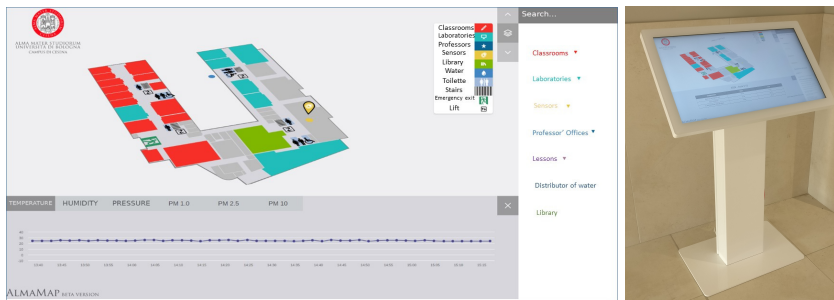 ALMA MATER STUDIORUM
UNIVERSITÀ DI BOLOGNA
CAMPUS DI CESENA
Classrooms
Laboratories
Professors
Sensors
Library
Water
Toilette
Stairs
Emergency exit
Lift
Search...
Classrooms
Laboratories
Sensors
Professor' Offices
Lessons
Distributor of water
Library
TEMPERATURE HUMIDITY PRESSURE PM 1.0 PM 2.5 PM 10
ALMAMAP BETA VERSION